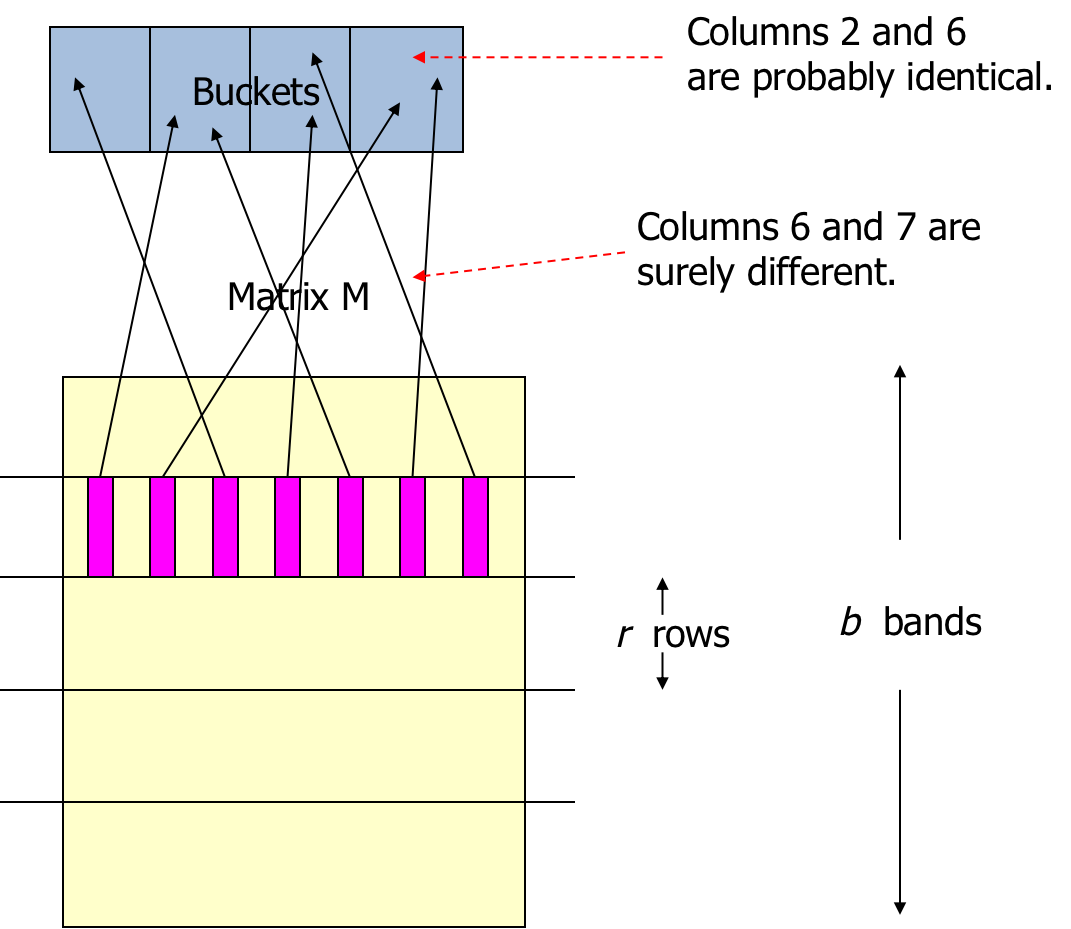 Columns 2 and 6
are probably identical.
Buckets
Columns 6 and 7 are
surely different.
Matrix M
r rows
b bands